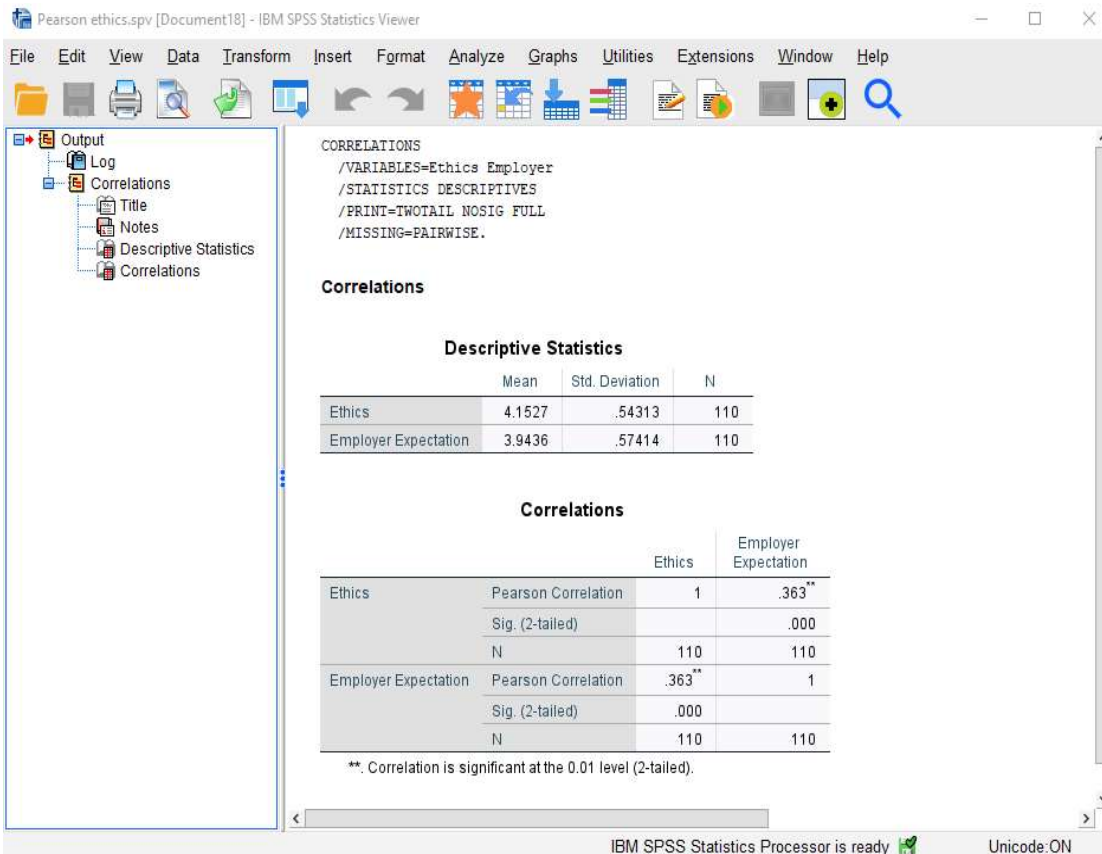 Pearson ethics.spv [Document18] - IBM SPSS Statistics Viewer
File Edit View Data Transform Insert Format Analyze Graphs Utilities Extensions Window Help
Output
Log
Correlations
Title
Notes
Descriptive Statistics
Correlations
CORRELATIONS
/VARIABLES=Ethics Employer
/STATISTICS DESCRIPTIVES
/PRINT=TWOTAIL NOSIG FULL
/MISSING=PAIRWISE.
Correlations
Descriptive Statistics
Mean Std. Deviation N
Ethics 4.1527 .54313 110
Employer Expectation 3.9436 .57414 110
Correlations
Ethics Employer Expectation
Ethics Pearson Correlation 1 .363**
Sig. (2-tailed) .000
N 110 110
Employer Expectation Pearson Correlation .363** 1
Sig. (2-tailed) .000
N 110 110
**. Correlation is significant at the 0.01 level (2-tailed).
IBM SPSS Statistics Processor is ready Unicode:ON